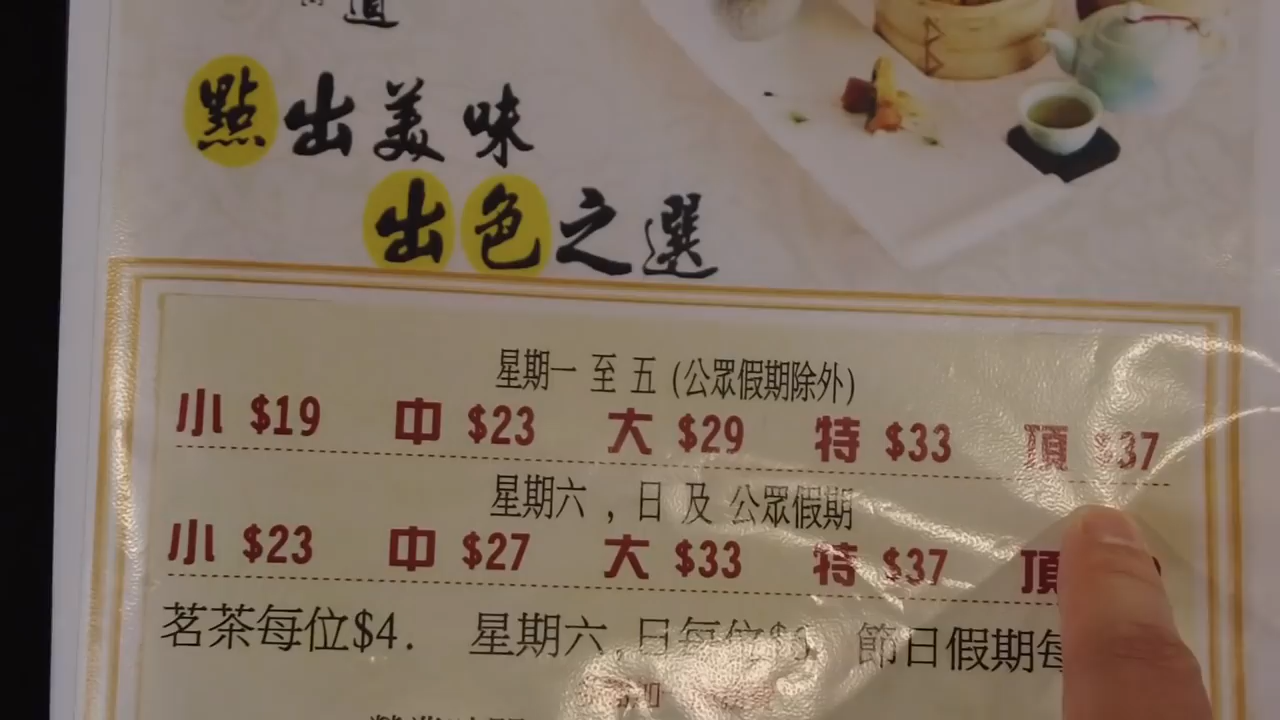 道
點出美味
出色之選
星期一 至 五 (公眾假期除外)
小 $19 中 $23 大 $29 特 $33 頂 $37
星期六 , 日 及 公眾假期
小 $23 中 $27 大 $33 特 $37 頂
茗茶每位$4. 星期六,日每位 節日假期每